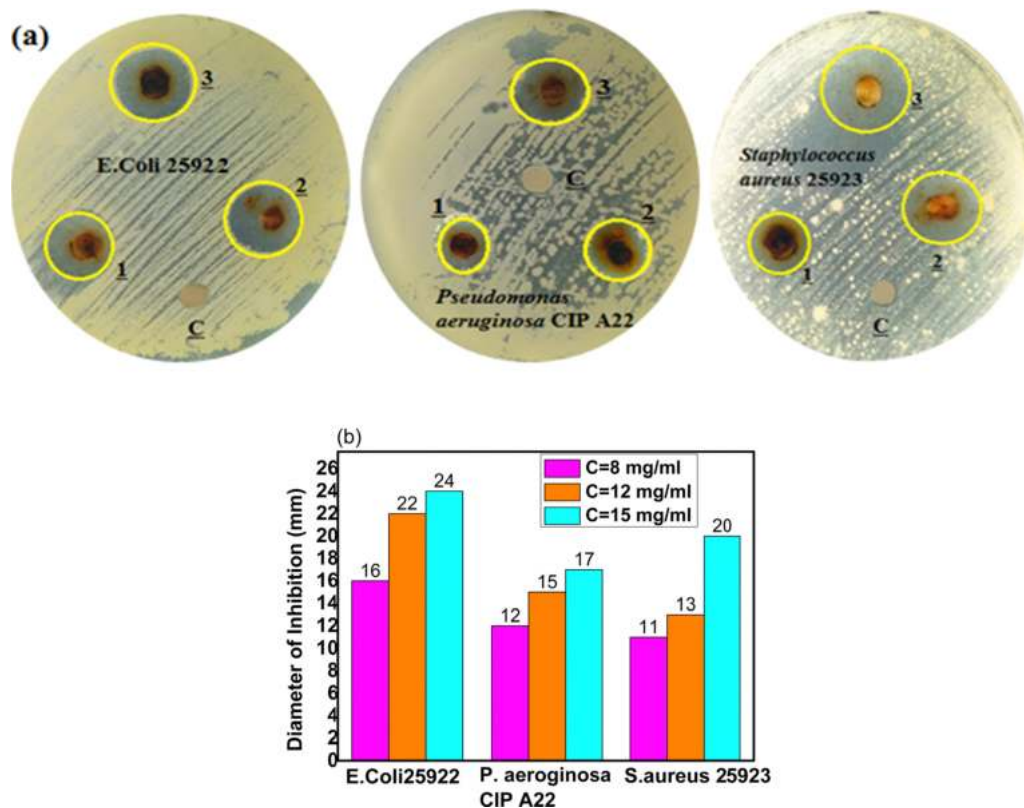 (a)
3
E.Coli 25922
2
1
C
3
C
1
2
Pseudomonas
aeruginosa CIP A22
3
Staphylococcus
aureus 25923
1
2
C
(b)
26
24
22
20
18
16
14
12
10
8
6
4
2
0
Diameter of Inhibition (mm)
C=8 mg/ml
C=12 mg/ml
C=15 mg/ml
16
22
24
12
15
17
11
13
20
E.Coli25922
P. aeroginosa
CIP A22
S.aureus 25923